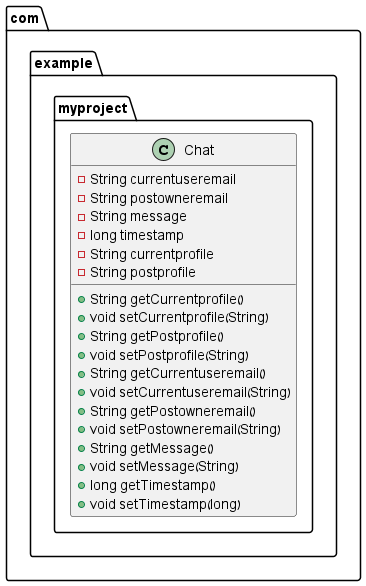 com
example
myproject
C Chat
String currentuseremail
String postowneremail
String message
long timestamp
String currentprofile
String postprofile
String getCurrentprofile()
void setCurrentprofile(String)
String getPostprofile()
void setPostprofile(String)
String getCurrentuseremail()
void setCurrentuseremail(String)
String getPostowneremail()
void setPostowneremail(String)
String getMessage()
void setMessage(String)
long getTimestamp()
void setTimestamp(long)